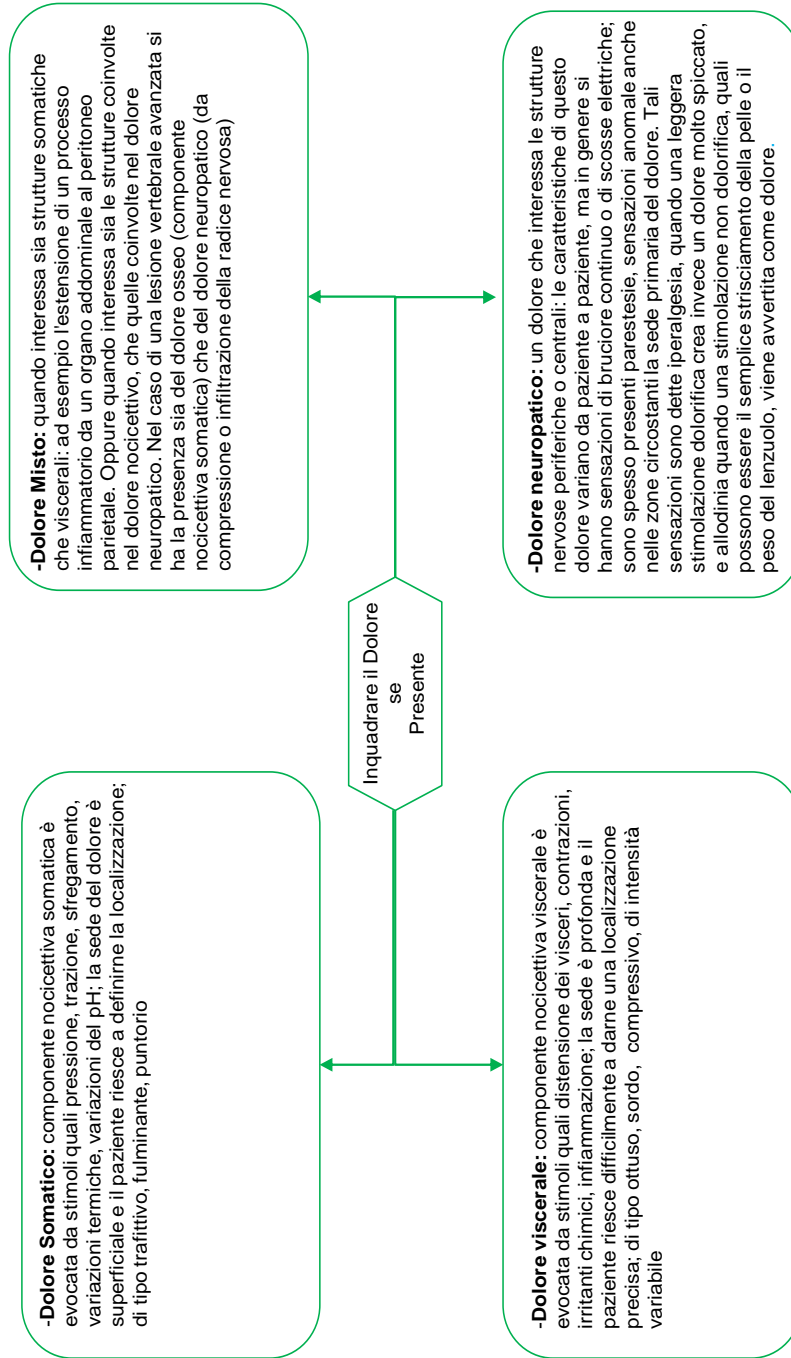 -Dolore Somatico: componente nocicettiva somatica è
evocata da stimoli quali pressione, trazione, sfregamento,
variazioni termiche, variazioni del pH; la sede del dolore è
superficiale e il paziente riesce a definirne la localizzazione;
di tipo trafittivo, fulminante, puntorio
-Dolore Misto: quando interessa sia strutture somatiche
che viscerali: ad esempio l'estensione di un processo
infiammatorio da un organo addominale al peritoneo
parietale. Oppure quando interessa sia le strutture coinvolte
nel dolore nocicettivo, che quelle coinvolte nel dolore
neuropatico. Nel caso di una lesione vertebrale avanzata si
ha la presenza sia del dolore osseo (componente
nocicettiva somatica) che del dolore neuropatico (da
compressione o infiltrazione della radice nervosa)
Inquadrare il Dolore
se
Presente
-Dolore viscerale: componente nocicettiva viscerale è
evocata da stimoli quali distensione dei visceri, contrazioni,
irritanti chimici, infiammazione; la sede è profonda e il
paziente riesce difficilmente a darne una localizzazione
precisa; di tipo ottuso, sordo, compressivo, di intensità
variabile
-Dolore neuropatico: un dolore che interessa le strutture
nervose periferiche o centrali: le caratteristiche di questo
dolore variano da paziente a paziente, ma in genere si
hanno sensazioni di bruciore continuo o di scosse elettriche;
sono spesso presenti parestesie, sensazioni anomale anche
nelle zone circostanti la sede primaria del dolore. Tali
sensazioni sono dette iperalgesia, quando una leggera
stimolazione dolorifica crea invece un dolore molto spiccato,
e allodinia quando una stimolazione non dolorifica, quali
possono essere il semplice strisciamento della pelle o il
peso del lenzuolo, viene avvertita come dolore.